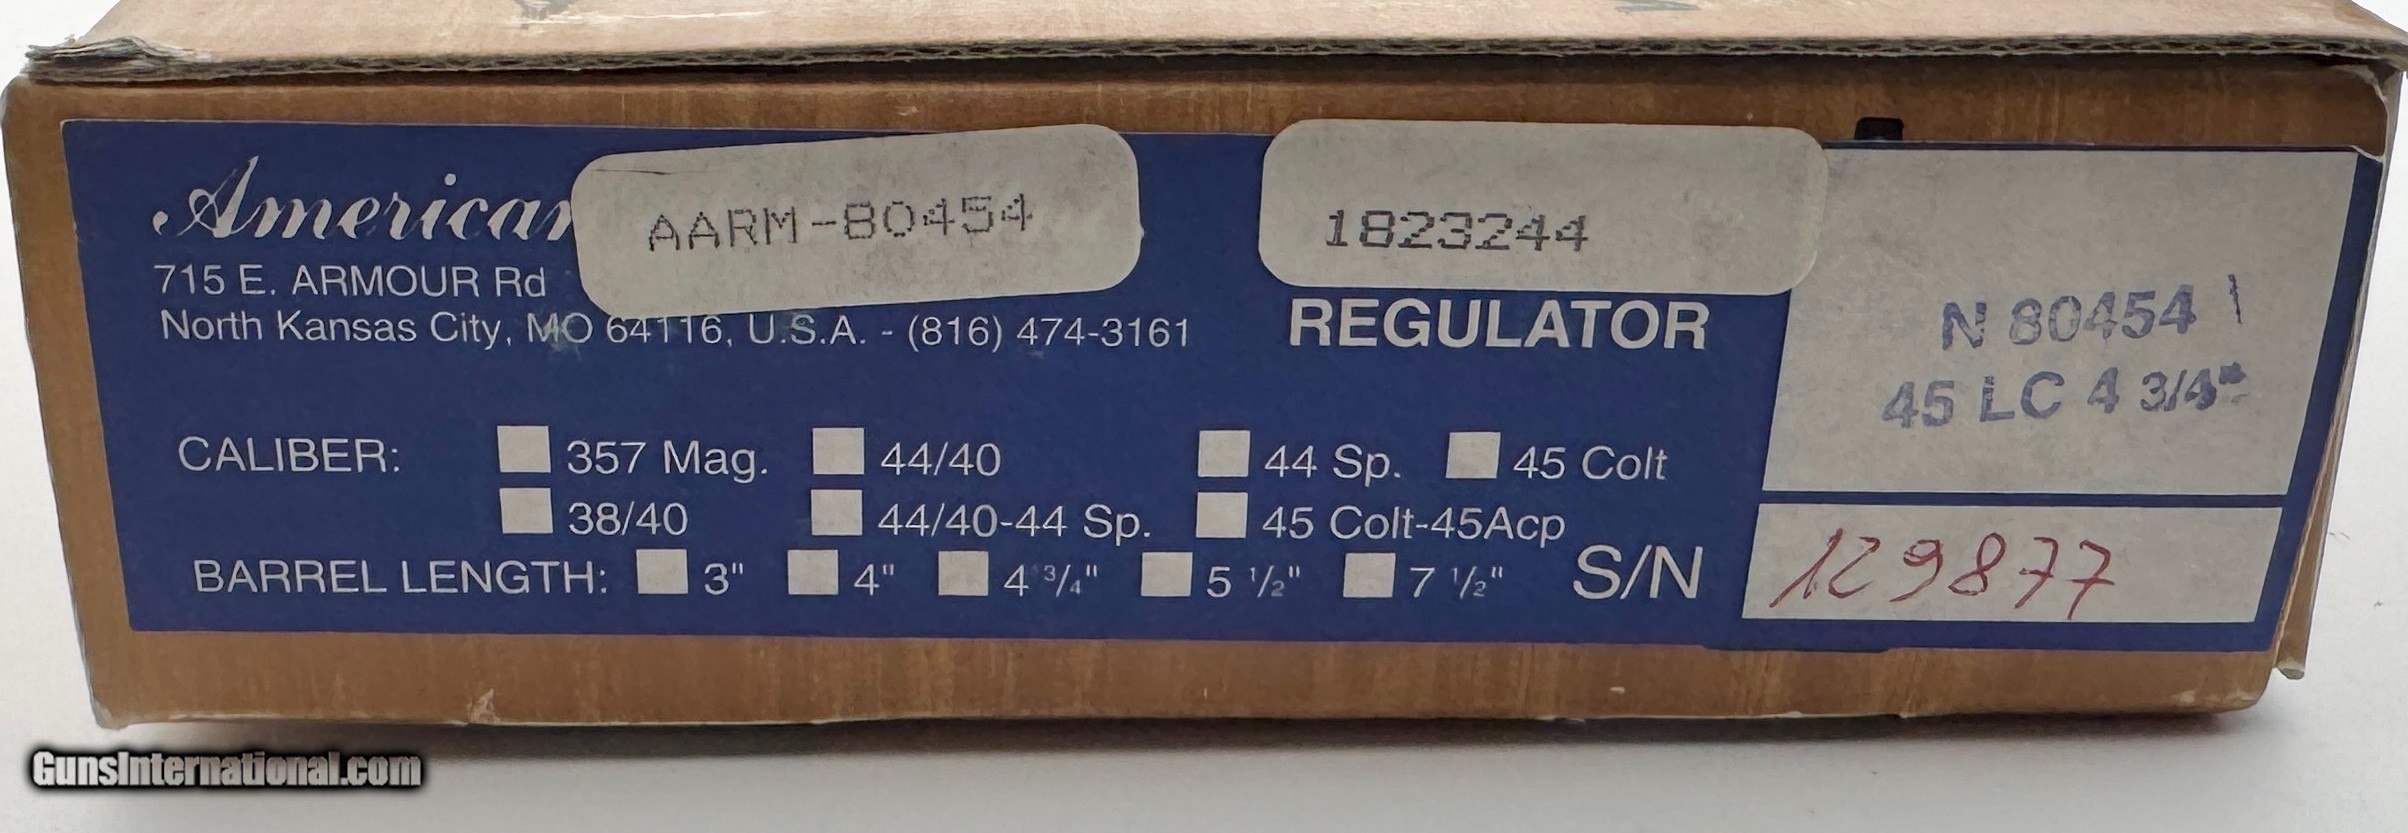 American
AARM-80454
1823244
715 E. ARMOUR Rd
North Kansas City, MO 64116, U.S.A. - (816) 474-3161
REGULATOR
N 80454
45 LC 4 3/4"
CALIBER: 357 Mag. 44/40 44 Sp. 45 Colt
38/40 44/40-44 Sp. 45 Colt-45Acp
BARREL LENGTH: 3" 4" 4 3/4" 5 1/2" 7 1/2"
S/N 129877
GunsInternational.com